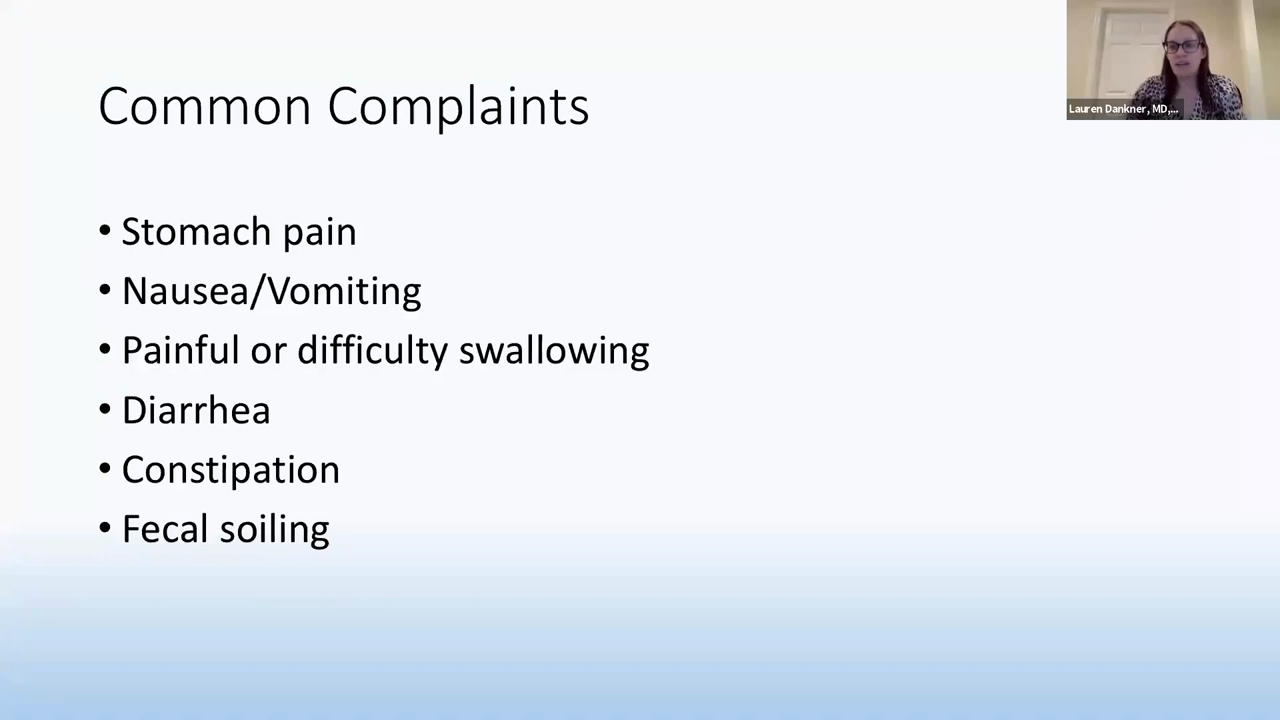 Lauren Dankner, MD,...
Common Complaints
• Stomach pain
• Nausea/Vomiting
• Painful or difficulty swallowing
• Diarrhea
• Constipation
• Fecal soiling